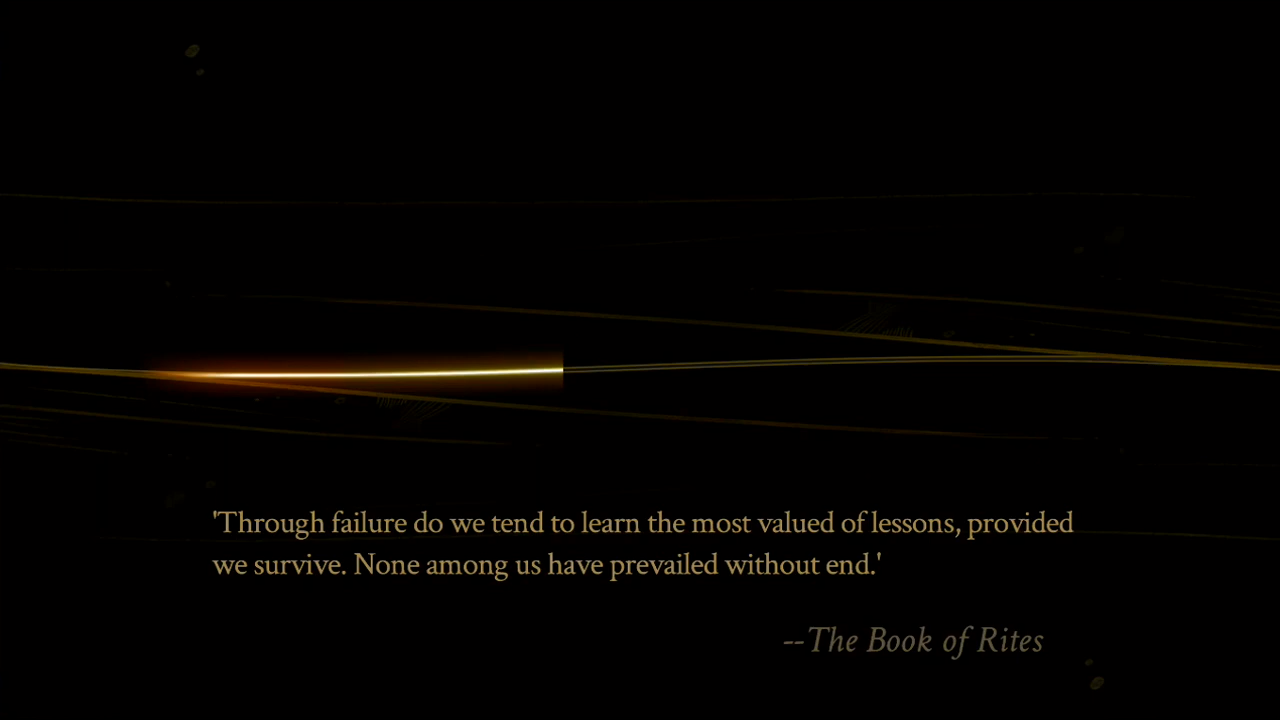 'Through failure do we tend to learn the most valued of lessons, provided
we survive. None among us have prevailed without end.'
--The Book of Rites